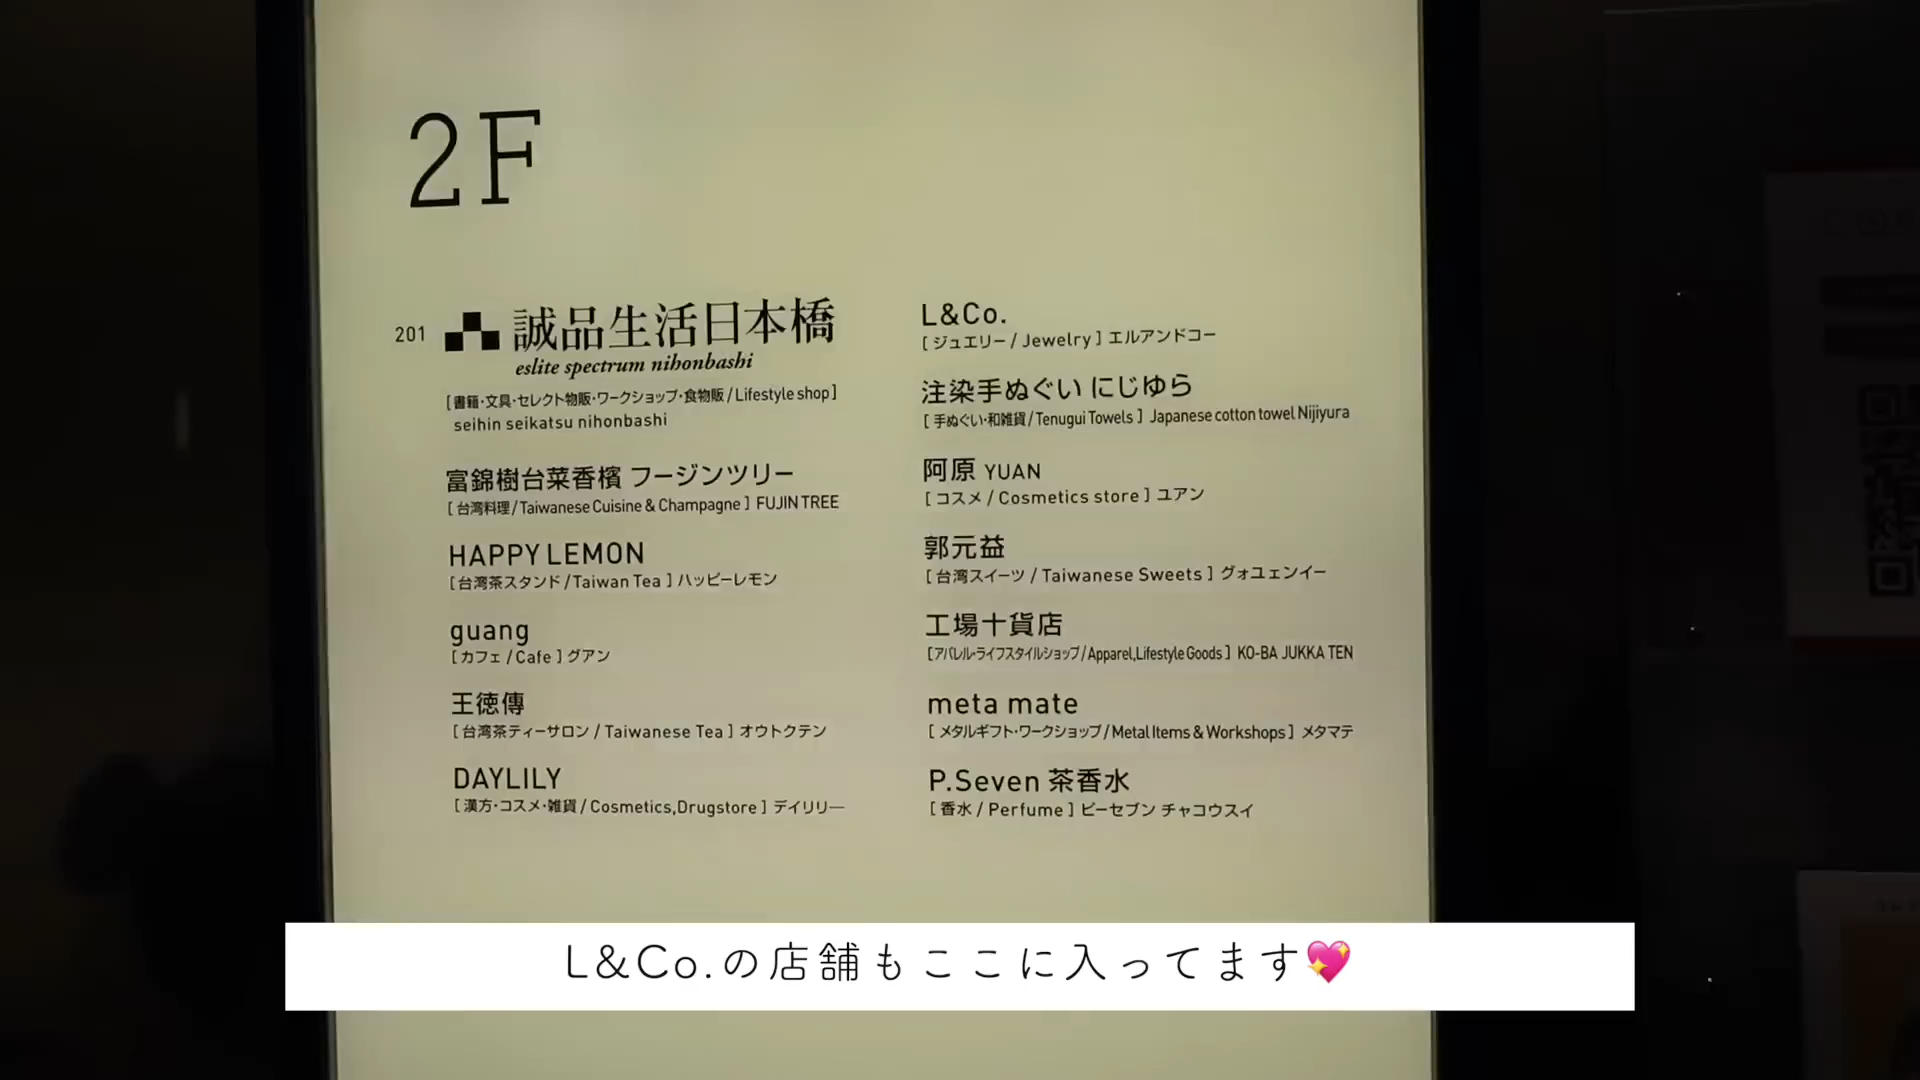 2F
201
誠品生活日本橋
eslite spectrum nihonbashi
[ 書籍・文具・セレクト物販・ワークショップ・食物販 / Lifestyle shop ]
seihin seikatsu nihonbashi
富錦樹台菜香檳 フージンツリー
[ 台湾料理 / Taiwanese Cuisine & Champagne ] FUJIN TREE
HAPPY LEMON
[ 台湾茶スタンド / Taiwan Tea ] ハッピーレモン
guang
[ カフェ / Cafe ] グアン
王徳傳
[ 台湾茶ティーサロン / Taiwanese Tea ] オウトクデン
DAYLILY
[ 漢方・コスメ・雑貨 / Cosmetics,Drugstore ] デイリリー
L&Co.
[ ジュエリー / Jewelry ] エルアンドコー
注染手ぬぐい にじゆら
[ 手ぬぐい・和雑貨 / Tenugui Towels ] Japanese cotton towel Nijiyura
阿原 YUAN
[ コスメ / Cosmetics store ] ユアン
郭元益
[ 台湾スイーツ / Taiwanese Sweets ] グォユェンイー
工場十貨店
[ アパレル・ライフスタイルショップ / Apparel,Lifestyle Goods ] KO-BA JUKKA TEN
meta mate
[ メタルギフト・ワークショップ / Metal Items & Workshops ] メタマテ
P.Seven 茶香水
[ 香水 / Perfume ] ピーセブン チャコウスイ
L&Co.の店舗もここに入ってます💖